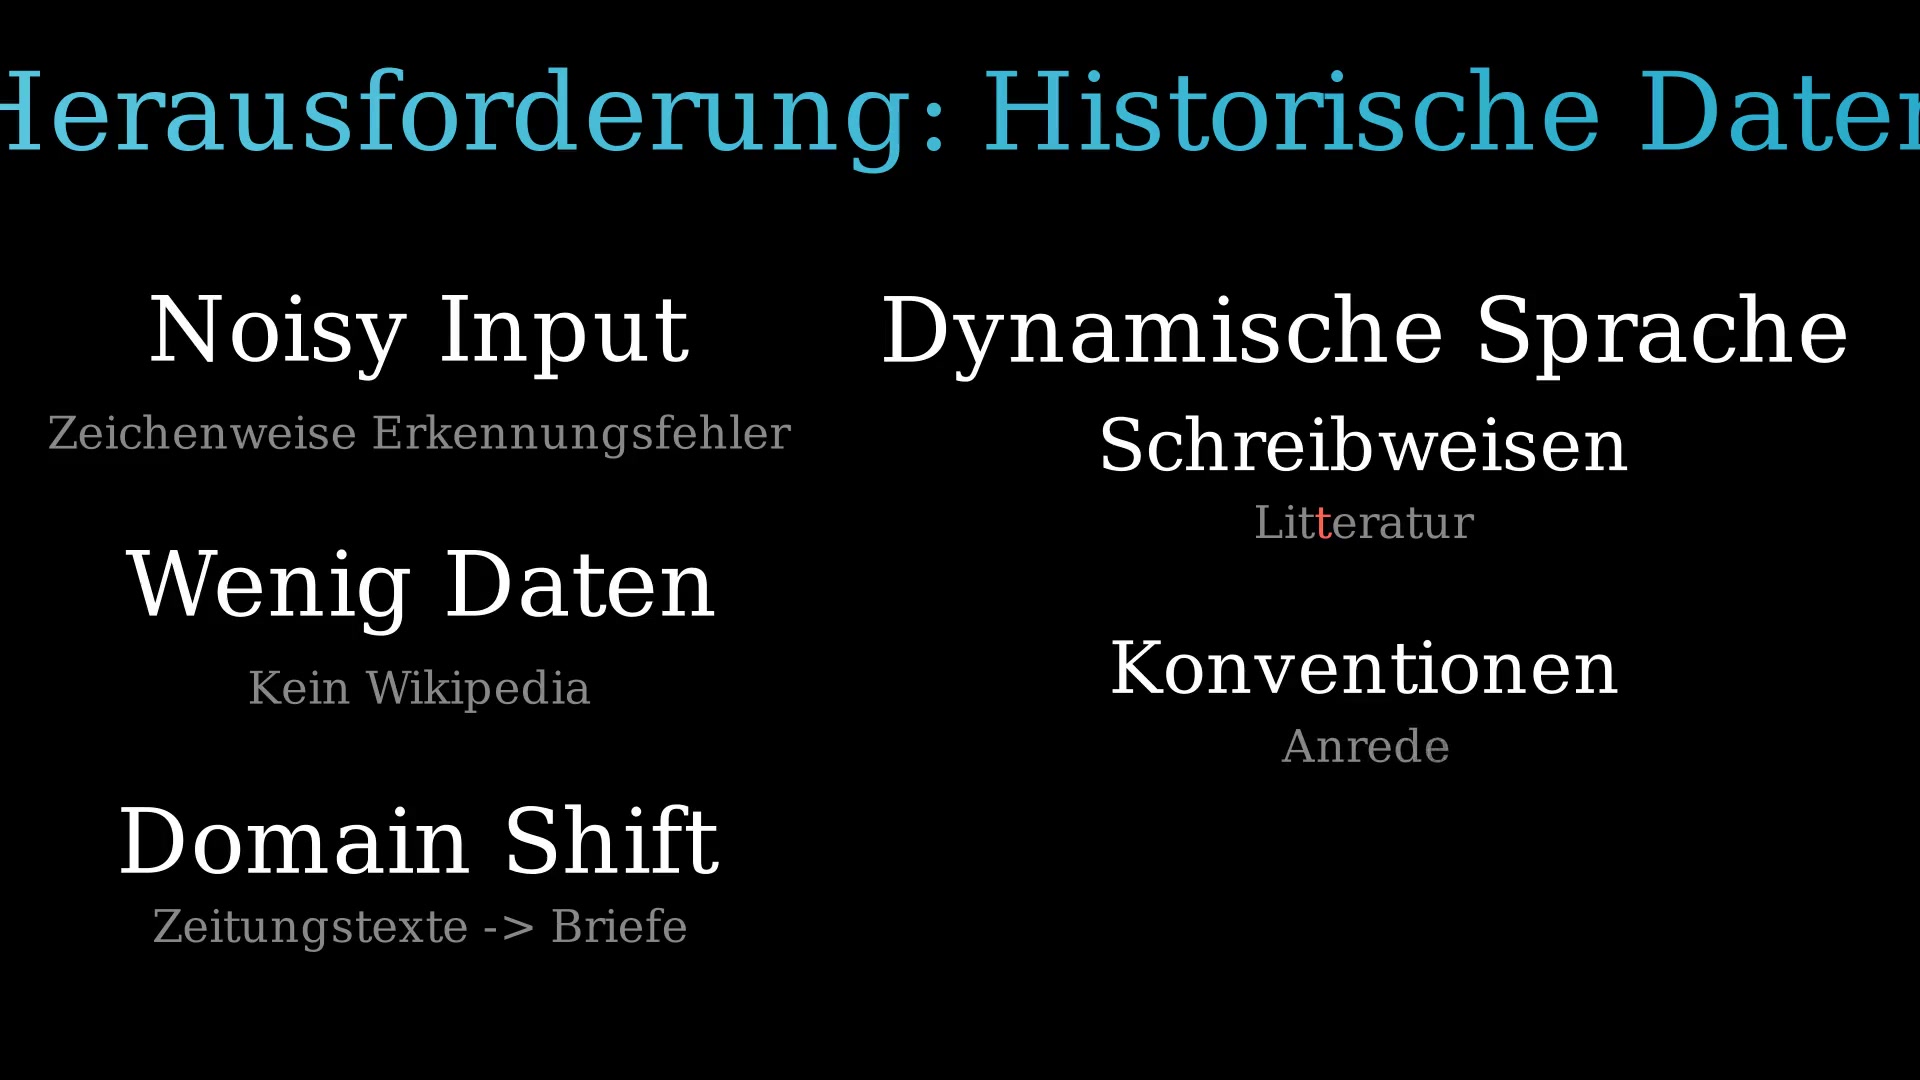 Herausforderung: Historische Daten
Noisy Input
Zeichenweise Erkennungsfehler
Wenig Daten
Kein Wikipedia
Domain Shift
Zeitungstexte -> Briefe
Dynamische Sprache
Schreibweisen
Litteratur
Konventionen
Anrede